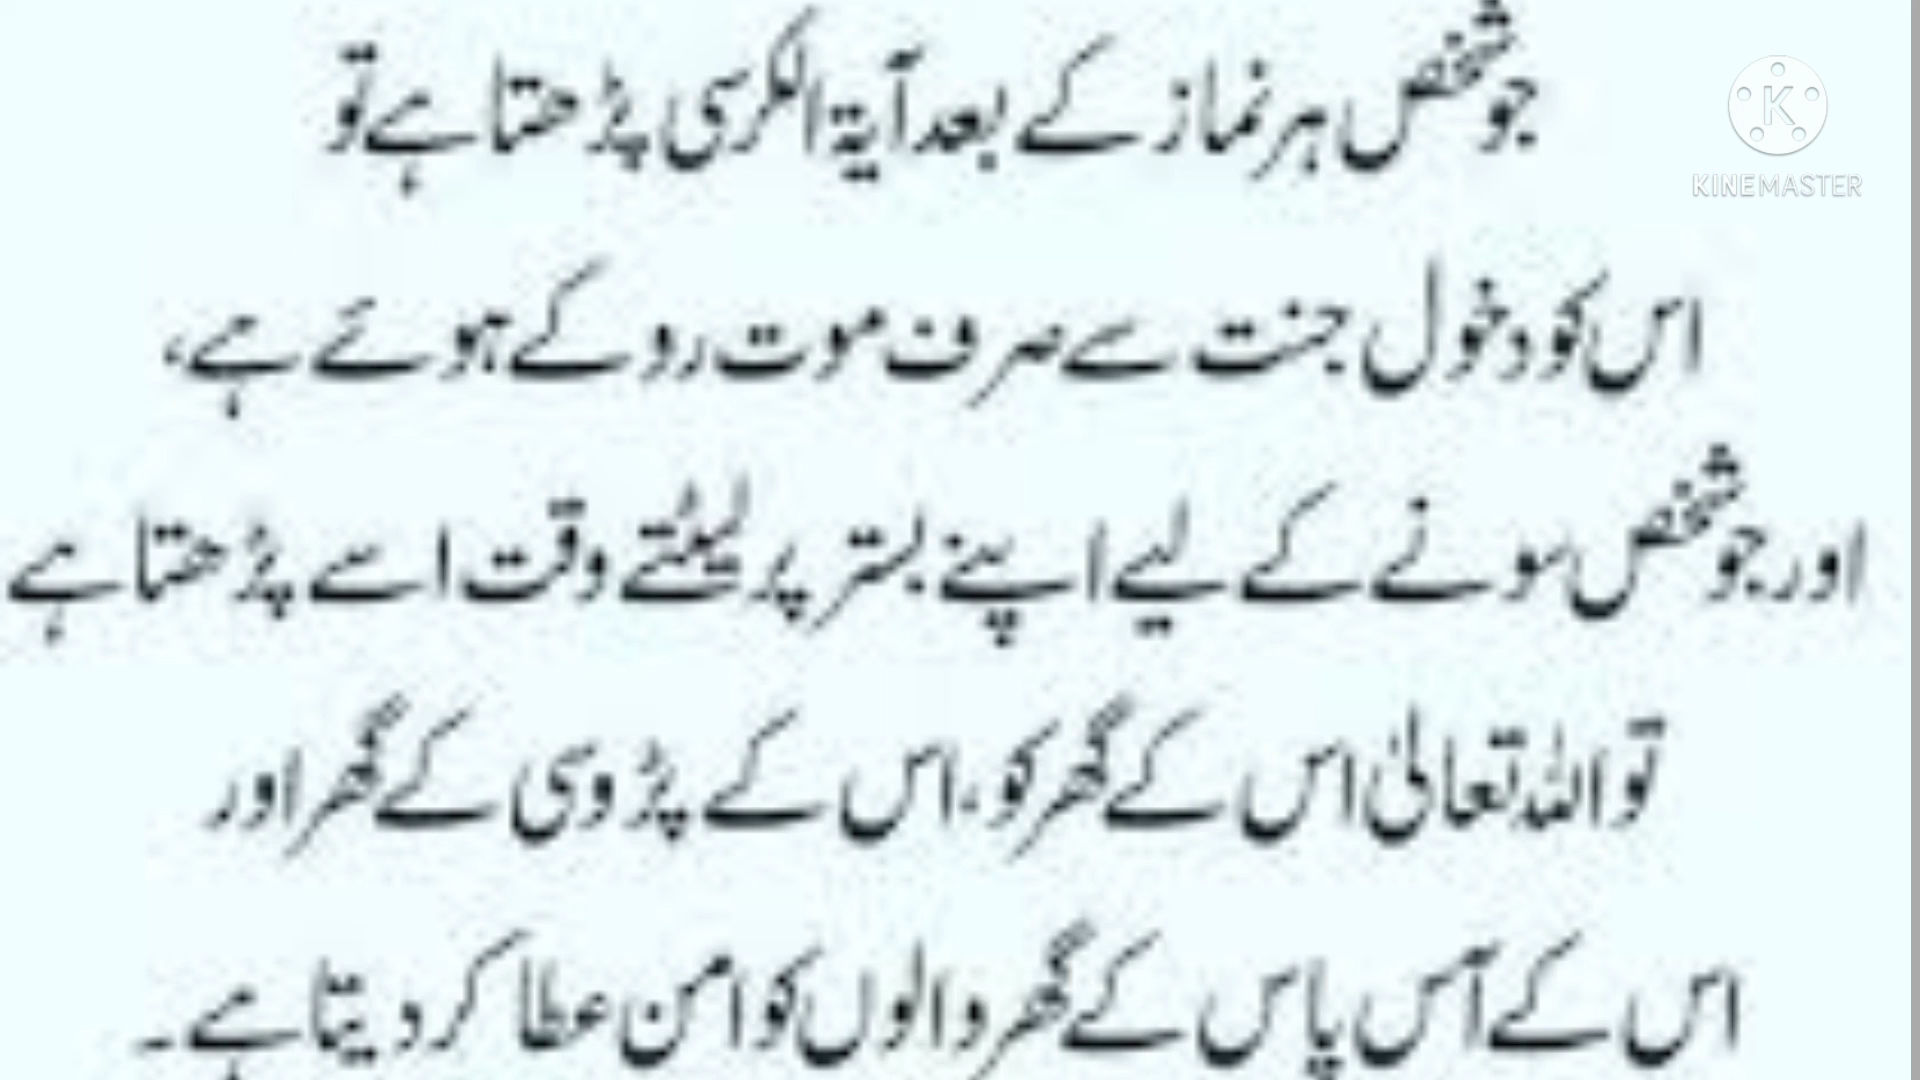 جو شخص ہر نماز کے بعد آیۃ الکرسی پڑھتا ہے تو
KINEMASTER
اس کو دخول جنت سے صرف موت روکے ہوئے ہے،
اور جو شخص سونے کے لیے اپنے بستر پر لیٹتے وقت اسے پڑھتا ہے
تو اللہ تعالیٰ اس کے گھر کو، اس کے پڑوسی کے گھر اور
اس کے آس پاس کے گھر والوں کو امن عطا کر دیتا ہے۔